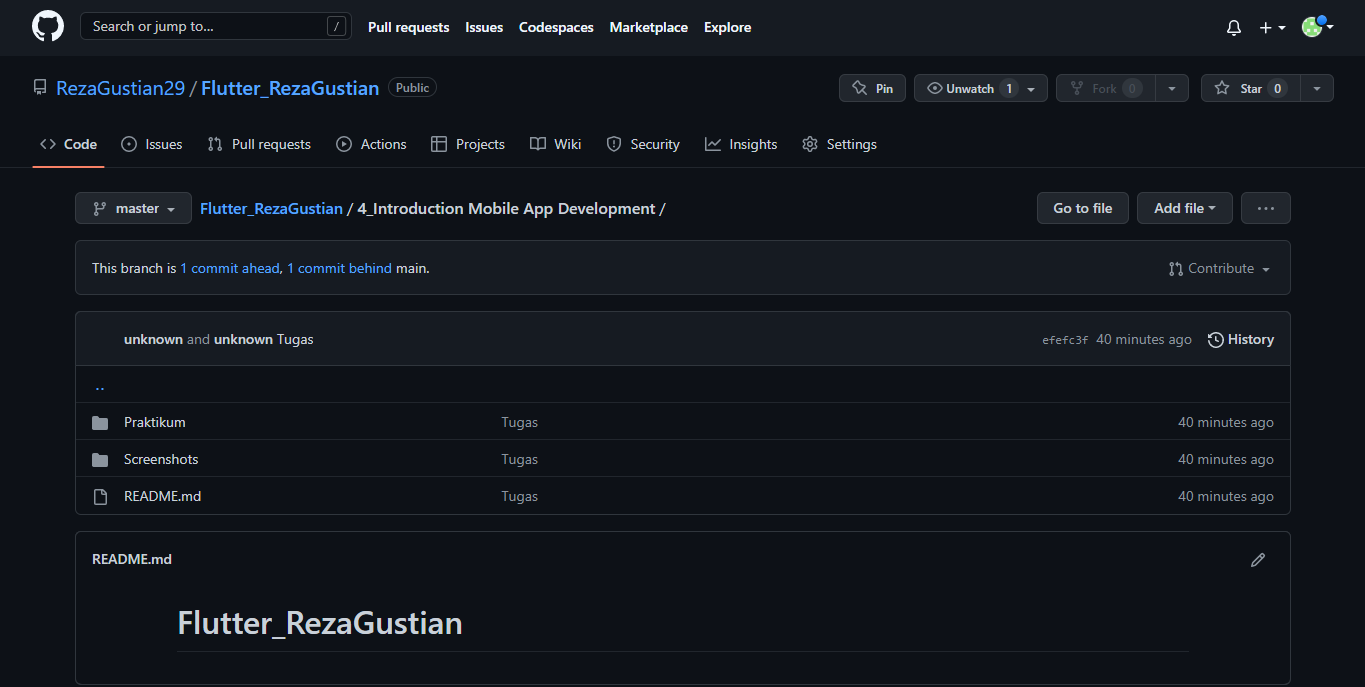 Search or jump to... /
Pull requests Issues Codespaces Marketplace Explore
RezaGustian29 / Flutter_RezaGustian Public
Pin Unwatch 1 Fork 0 Star 0
Code Issues Pull requests Actions Projects Wiki Security Insights Settings
master Flutter_RezaGustian / 4_Introduction Mobile App Development /
Go to file Add file ...
This branch is 1 commit ahead, 1 commit behind main.
Contribute
unknown and unknown Tugas efefc3f 40 minutes ago History
..
Praktikum Tugas 40 minutes ago
Screenshots Tugas 40 minutes ago
README.md Tugas 40 minutes ago
README.md
Flutter_RezaGustian